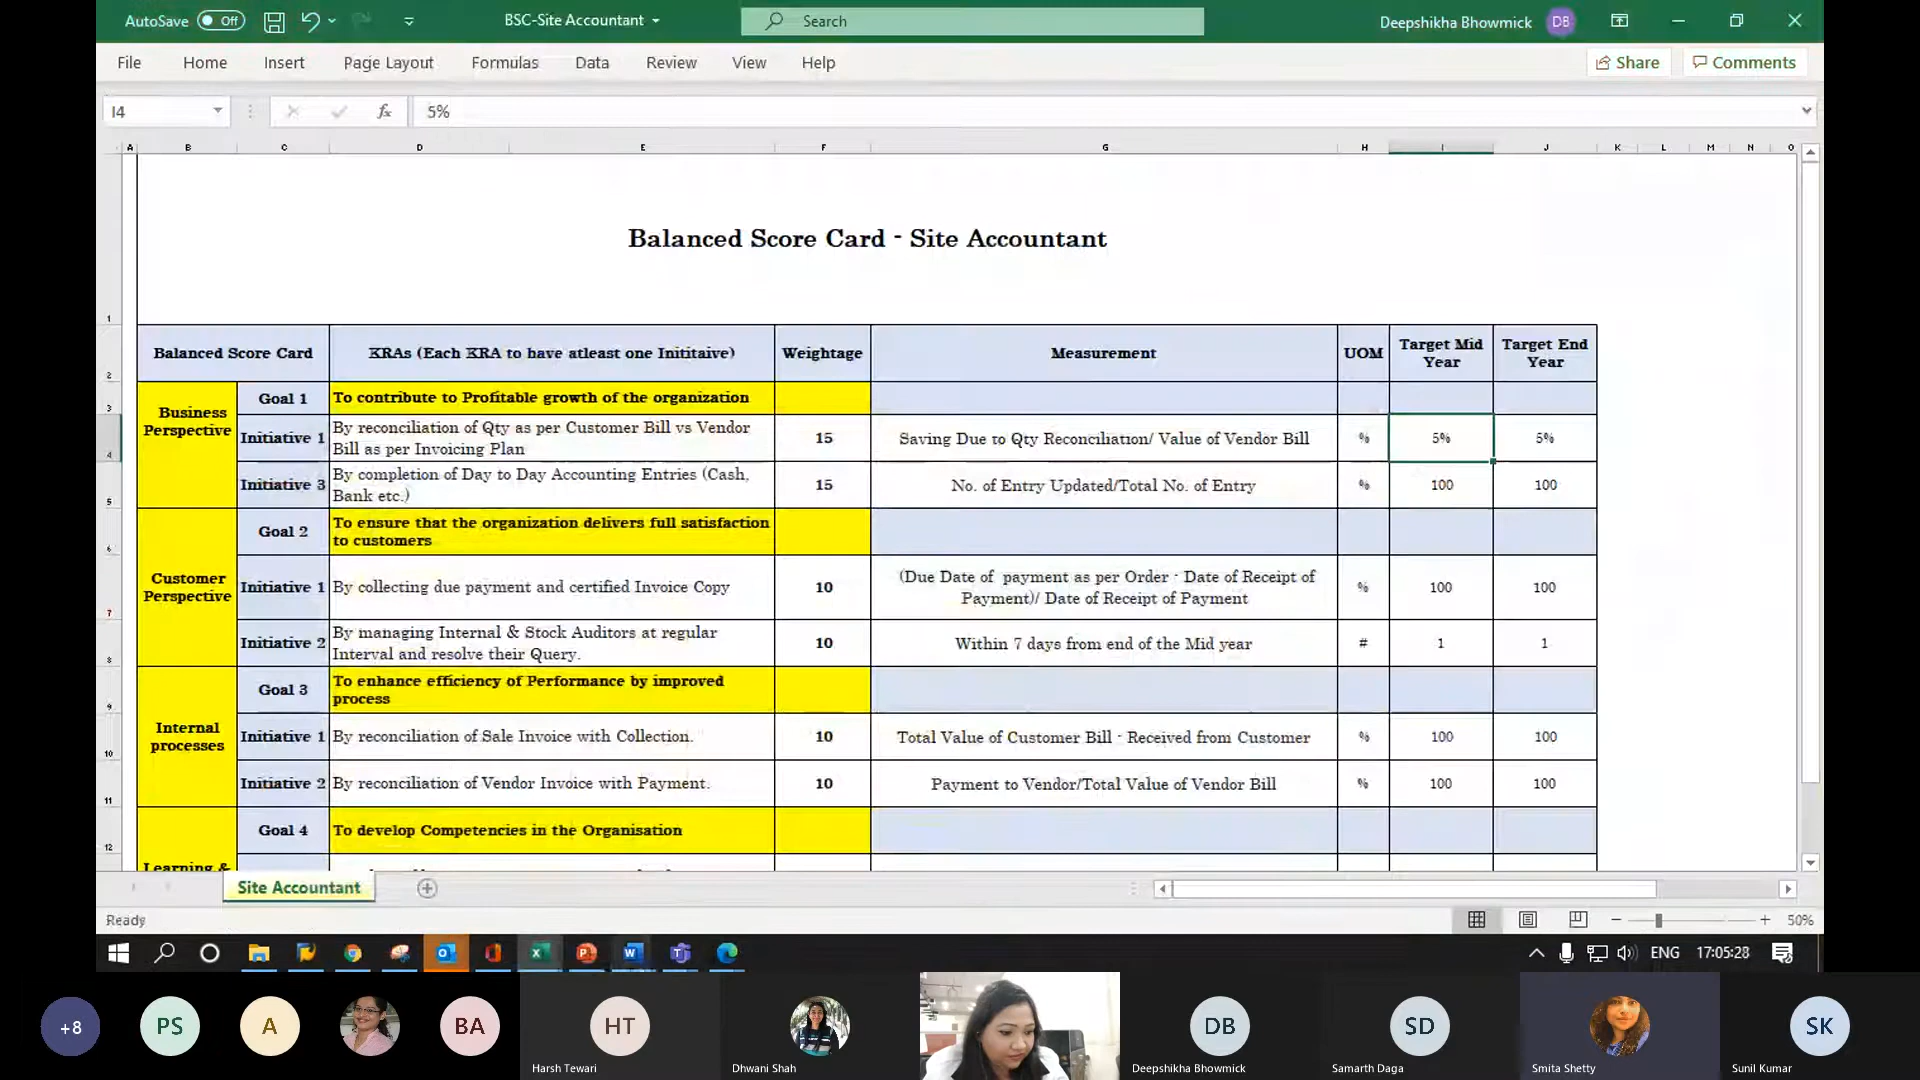 AutoSave Off BSC-Site Accountant Search Deepshikha Bhowmick DB
File Home Insert Page Layout Formulas Data Review View Help Share Comments
I4 fx 5%
A B C D E F G H I J K L M N O
Balanced Score Card - Site Accountant
1
Balanced Score Card KRAs (Each KRA to have atleast one Inititaive) Weightage Measurement UOM Target Mid Year Target End Year
2
Business Perspective
Goal 1 To contribute to Profitable growth of the organization
3
Initiative 1 By reconciliation of Qty as per Customer Bill vs Vendor Bill as per Invoicing Plan 15 Saving Due to Qty Reconciliation/ Value of Vendor Bill % 5% 5%
4
Initiative 3 By completion of Day to Day Accounting Entries (Cash, Bank etc.) 15 No. of Entry Updated/Total No. of Entry % 100 100
5
Customer Perspective
Goal 2 To ensure that the organization delivers full satisfaction to customers
6
Initiative 1 By collecting due payment and certified Invoice Copy 10 (Due Date of payment as per Order - Date of Receipt of Payment)/ Date of Receipt of Payment % 100 100
7
Initiative 2 By managing Internal & Stock Auditors at regular Interval and resolve their Query. 10 Within 7 days from end of the Mid year # 1 1
8
Internal processes
Goal 3 To enhance efficiency of Performance by improved process
9
Initiative 1 By reconciliation of Sale Invoice with Collection. 10 Total Value of Customer Bill - Received from Customer % 100 100
10
Initiative 2 By reconciliation of Vendor Invoice with Payment. 10 Payment to Vendor/Total Value of Vendor Bill % 100 100
11
Goal 4 To develop Competencies in the Organisation
12
Learning &
Site Accountant
Ready 50%
ENG 17:05:28
+8 PS A BA HT DB SD SK
Harsh Tewari Dhwani Shah Deepshikha Bhowmick Samarth Daga Smita Shetty Sunil Kumar